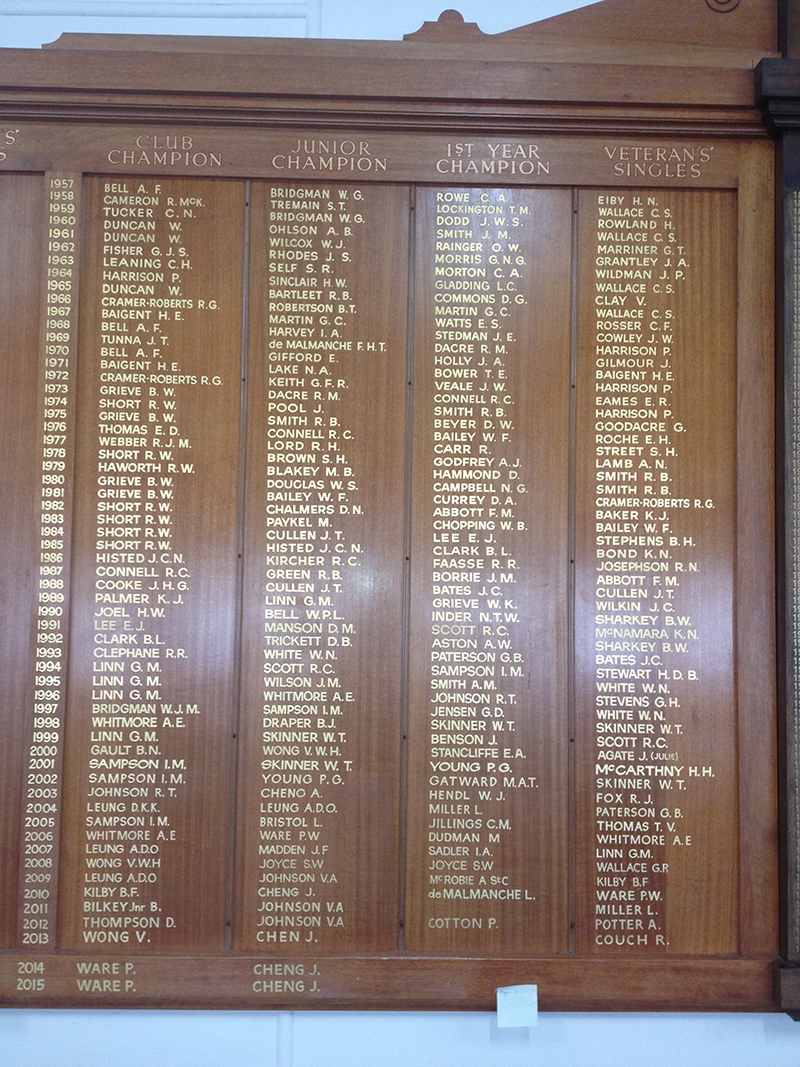 S' CLUB JUNIOR 1ST YEAR VETERAN'S'
S CHAMPION CHAMPION CHAMPION SINGLES
1957 BELL A. F. BRIDGMAN W. G. ROWE C. A. EIBY H. N.
1958 CAMERON R. McK. TREMAIN S.T. LOCKINGTON T. M. WALLACE C. S.
1959 TUCKER C. N. BRIDGMAN W. G. DODD J. W. S. ROWLAND H.
1960 DUNCAN W. OHLSON A. B. SMITH J. M. WALLACE C. S.
1961 DUNCAN W. WILCOX W. J. RAINGER O. W. MARRINER G. T.
1962 FISHER G. J. S. RHODES J. S. MORRIS G. N. G. GRANTLEY J. A.
1963 LEANING C. H. SELF S. R. MORTON C. A. WILDMAN J. P.
1964 HARRISON P. SINCLAIR H. W. GLADDING L.C. WALLACE C. S.
1965 DUNCAN W. BARTLEET R. B. COMMONS D. G. CLAY V.
1966 CRAMER-ROBERTS R. G. ROBERTSON B.T. MARTIN G. C. WALLACE C. S.
1967 BAIGENT H. E. MARTIN G. C. WATTS E. S. ROSSER C. F.
1968 BELL A. F. HARVEY I. A. STEDMAN J. E. COWLEY J. W.
1969 TUNNA J. T. de MALMANCHE F. H. T. DACRE R. M. HARRISON P.
1970 BELL A. F. GIFFORD E. HOLLY J. A. GILMOUR J.
1971 BAIGENT H. E. LAKE N. A. BOWER T. E. BAIGENT H. E.
1972 CRAMER-ROBERTS R. G. KEITH G. F. R. VEALE J. W. HARRISON P.
1973 GRIEVE B. W. DACRE R. M. CONNELL R. C. EAMES E. R.
1974 SHORT R. W. POOL J. SMITH R. B. HARRISON P.
1975 GRIEVE B. W. SMITH R. B. BEYER D. W. GOODACRE G.
1976 THOMAS E. D. CONNELL R. C. BAILEY W. F. ROCHE E. H.
1977 WEBBER R. J. M. LORD R. H. CARR R. STREET S. H.
1978 SHORT R. W. BROWN S. H. GODFREY A. J. LAMB A. N.
1979 HAWORTH R. W. BLAKEY M. B. HAMMOND D. SMITH R. B.
1980 GRIEVE B. W. DOUGLAS W. S. CAMPBELL N. G. SMITH R. B.
1981 GRIEVE B. W. BAILEY W. F. CURREY D. A. CRAMER-ROBERTS R. G.
1982 SHORT R. W. CHALMERS D. N. ABBOTT F. M. BAKER K. J.
1983 SHORT R. W. PAYKEL M. CHOPPING W. B. BAILEY W. F.
1984 SHORT R. W. CULLEN J. T. LEE E. J. STEPHENS B. H.
1985 SHORT R. W. HISTED J. C. N. CLARK B. L. BOND K. N.
1986 HISTED J. C. N. KIRCHER R. C. FAASSE R. R. JOSEPHSON R. N.
1987 CONNELL R. C. GREEN R. B. BORRIE J. M. ABBOTT F. M.
1988 COOKE J. H. G. CULLEN J. T. BATES J. C. CULLEN J. T.
1989 PALMER K. J. LINN G. M. GRIEVE W. K. WILKIN J. C.
1990 JOEL H.W. BELL W.P.L. INDER N.T.W. SHARKEY B.W.
1991 LEE E.J. MANSON D. M. SCOTT R.C. McNAMARA K.N.
1992 CLARK B.L. TRICKETT D. B. ASTON A.W. SHARKEY B.W.
1993 CLEPHANE R.R. WHITE W. N. PATERSON G.B. BATES J.C.
1994 LINN G. M. SCOTT R.C. SAMPSON I. M. STEWART H. D. B.
1995 LINN G. M. WILSON J.M. SMITH A.M. WHITE W. N.
1996 LINN G. M. WHITMORE A.E. JOHNSON R.T. STEVENS G.H.
1997 BRIDGMAN W.J.M. SAMPSON I.M. JENSEN G.D. WHITE W.N.
1998 WHITMORE A.E. DRAPER B.J. SKINNER W.T. SKINNER W.T.
1999 LINN G. M. SKINNER W.T. BENSON J. SCOTT R.C.
2000 GAULT B.N. WONG V.W.H. STANCLIFFE E.A. AGATE J. (JULIE)
2001 SAMPSON I.M. SKINNER W. T. YOUNG P.G. McCARTHNY H.H.
2002 SAMPSON I.M. YOUNG P.G. GATWARD M.A.T. SKINNER W.T.
2003 JOHNSON R.T. CHENO A. HENDL W. J. FOX R. J.
2004 LEUNG D.K.K. LEUNG A.D.O. MILLER L. PATERSON G.B.
2005 SAMPSON I.M. BRISTOL L. JILLINGS C.M. THOMAS T. V.
2006 WHITMORE A.E WARE P.W DUDMAN M WHITMORE A.E
2007 LEUNG A.D.O MADDEN J.F SADLER I.A. LINN G.M.
2008 WONG V.W.H JOYCE S.W JOYCE S.W WALLACE G.R
2009 LEUNG A.D.O JOHNSON V.A McROBIE A StC KILBY B.F
2010 KILBY B.F. CHENG J. de MALMANCHE L. WARE P.W.
2011 BILKEY Jnr B. JOHNSON V.A MILLER L.
2012 THOMPSON D. JOHNSON V.A COTTON P. POTTER A.
2013 WONG V. CHEN J. COUCH R.
2014 WARE P. CHENG J.
2015 WARE P. CHENG J.